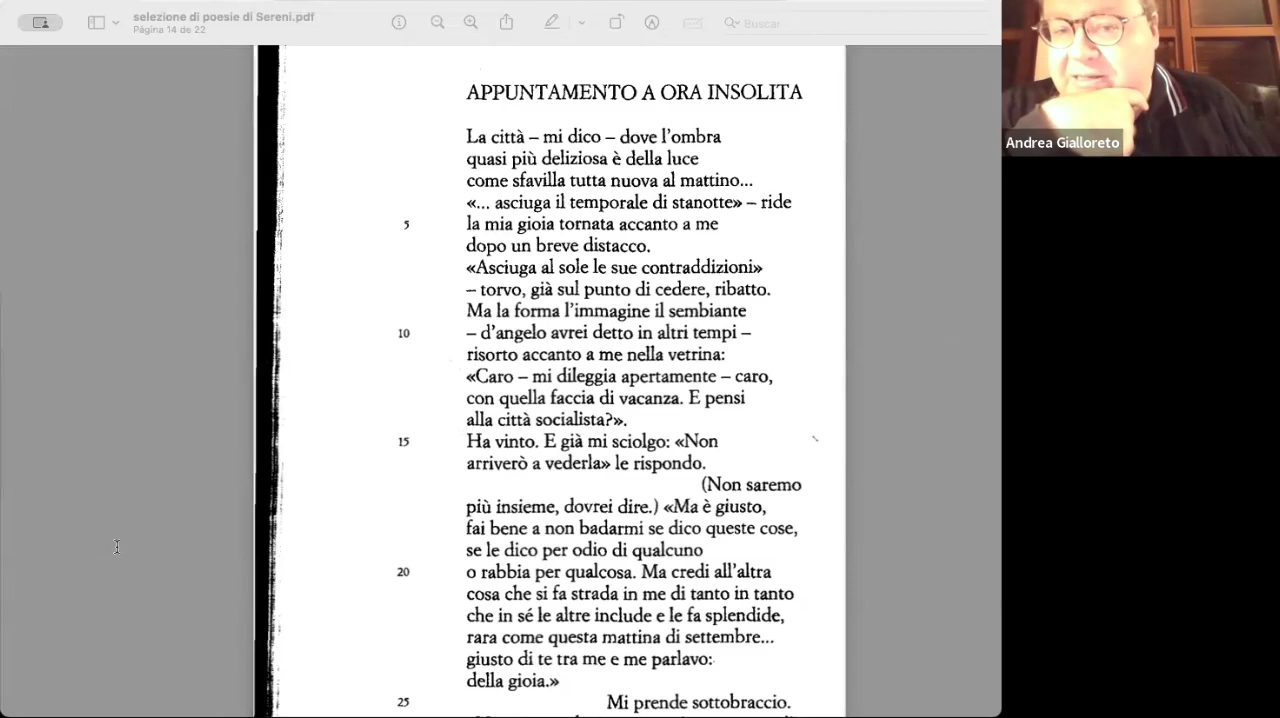 selezione di poesie di Sereni.pdf
Página 14 de 22
Buscar
Andrea Gialloreto
APPUNTAMENTO A ORA INSOLITA
La città – mi dico – dove l'ombra
quasi più deliziosa è della luce
come sfavilla tutta nuova al mattino...
«... asciuga il temporale di stanotte» – ride
5 la mia gioia tornata accanto a me
dopo un breve distacco.
«Asciuga al sole le sue contraddizioni»
– torvo, già sul punto di cedere, ribatto.
Ma la forma l'immagine il sembiante
10 – d'angelo avrei detto in altri tempi –
risorto accanto a me nella vetrina:
«Caro – mi dileggia apertamente – caro,
con quella faccia di vacanza. E pensi
alla città socialista?».
15 Ha vinto. E già mi sciolgo: «Non
arriverò a vederla» le rispondo.
(Non saremo
più insieme, dovrei dire.) «Ma è giusto,
fai bene a non badarmi se dico queste cose,
se le dico per odio di qualcuno
20 o rabbia per qualcosa. Ma credi all'altra
cosa che si fa strada in me di tanto in tanto
che in sé le altre include e le fa splendide,
rara come questa mattina di settembre...
giusto di te tra me e me parlavo:
della gioia.»
25 Mi prende sottobraccio.